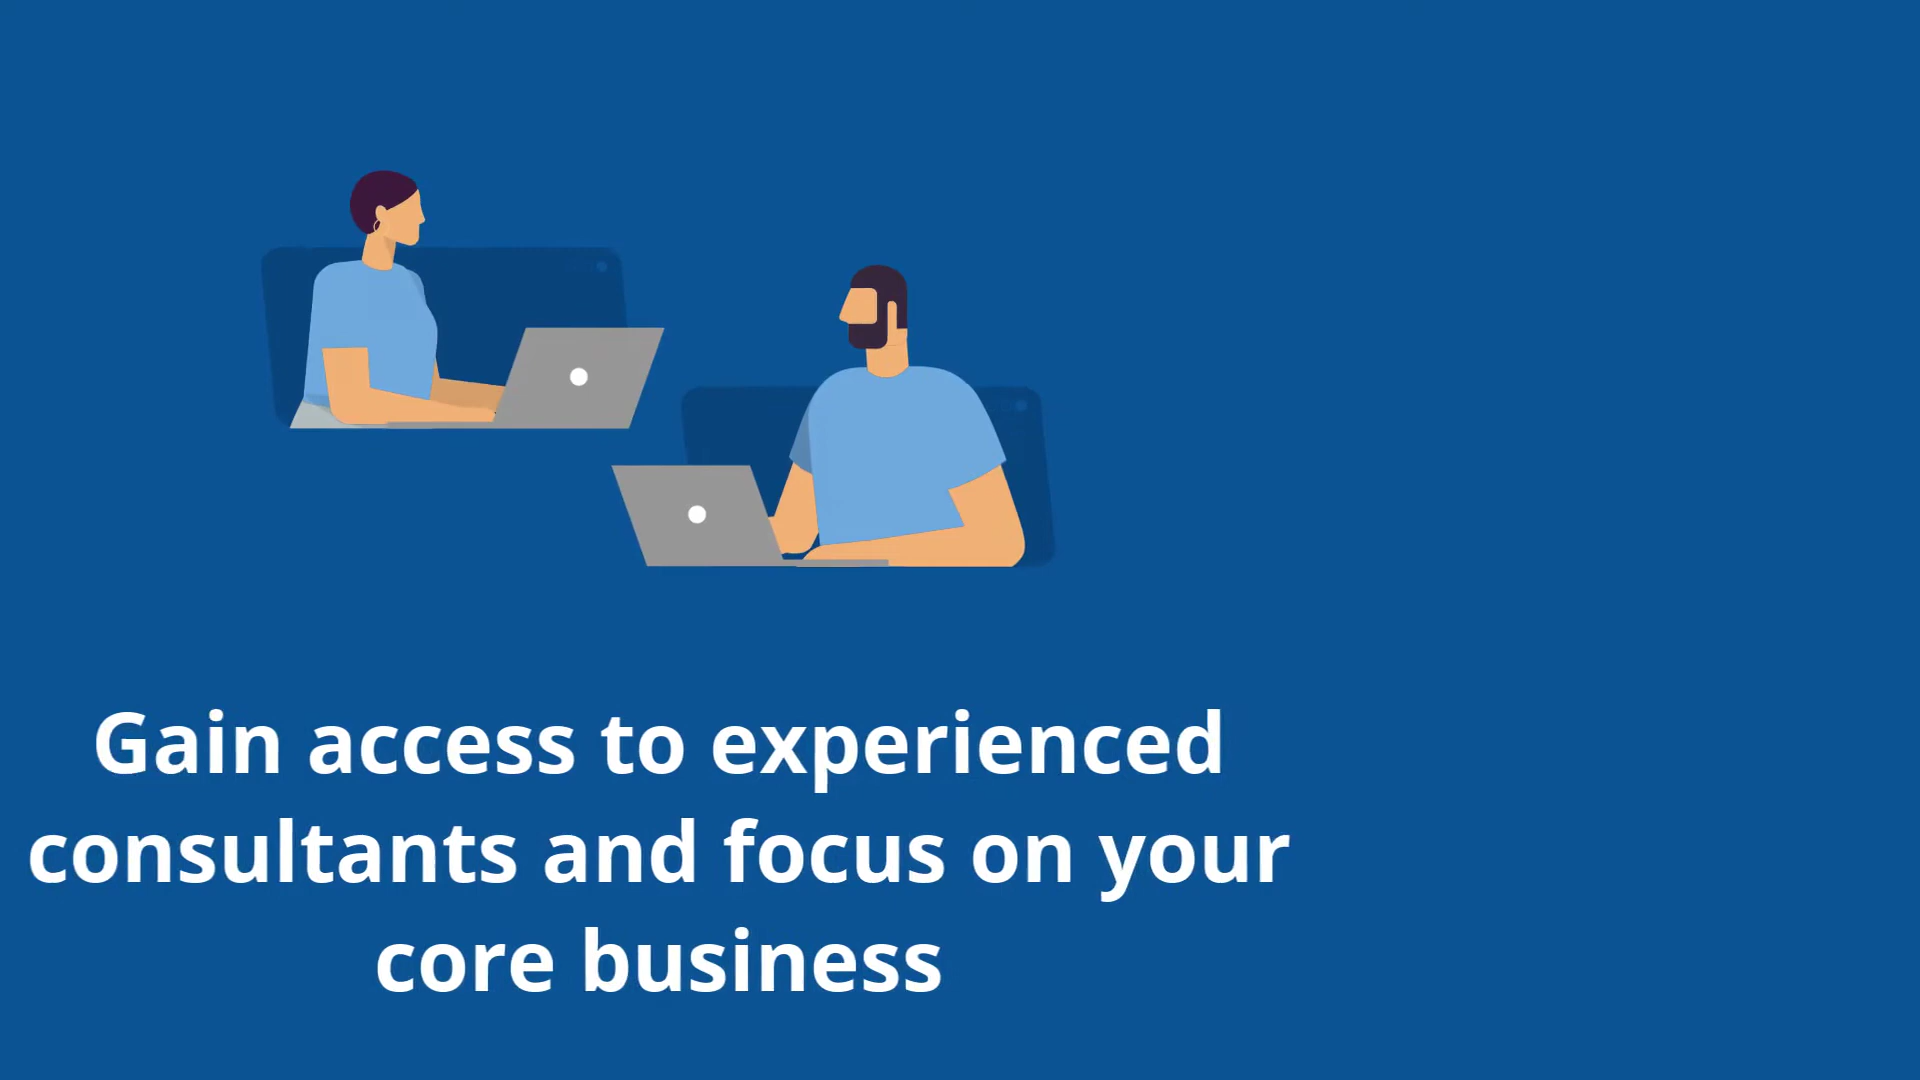 Gain access to experienced
consultants and focus on your
core business